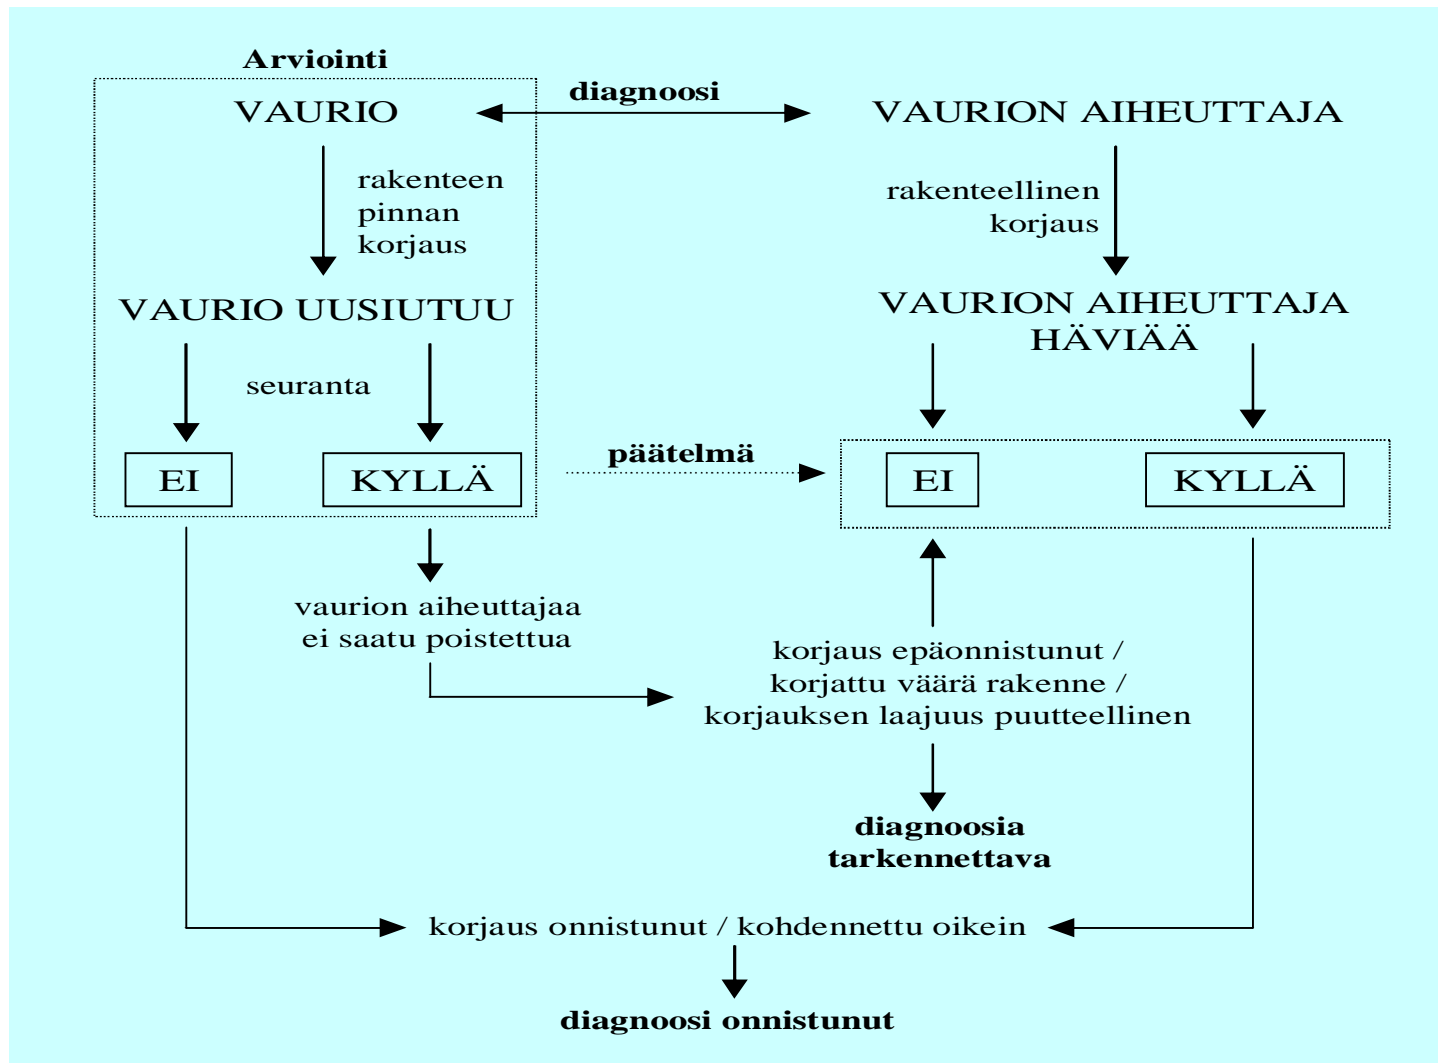 Arviointi
VAURIO
diagnoosi
VAURION AIHEUTTAJA
rakenteen
pinnan
korjaus
rakenteellinen
korjaus
VAURIO UUSIUTUU
VAURION AIHEUTTAJA
HÄVIÄÄ
seuranta
EI
KYLLÄ
päätelmä
EI
KYLLÄ
vaurion aiheuttajaa
ei saatu poistettua
korjaus epäonnistunut /
korjattu väärä rakenne /
korjauksen laajuus puutteellinen
diagnoosia
tarkennettava
korjaus onnistunut / kohdennettu oikein
diagnoosi onnistunut